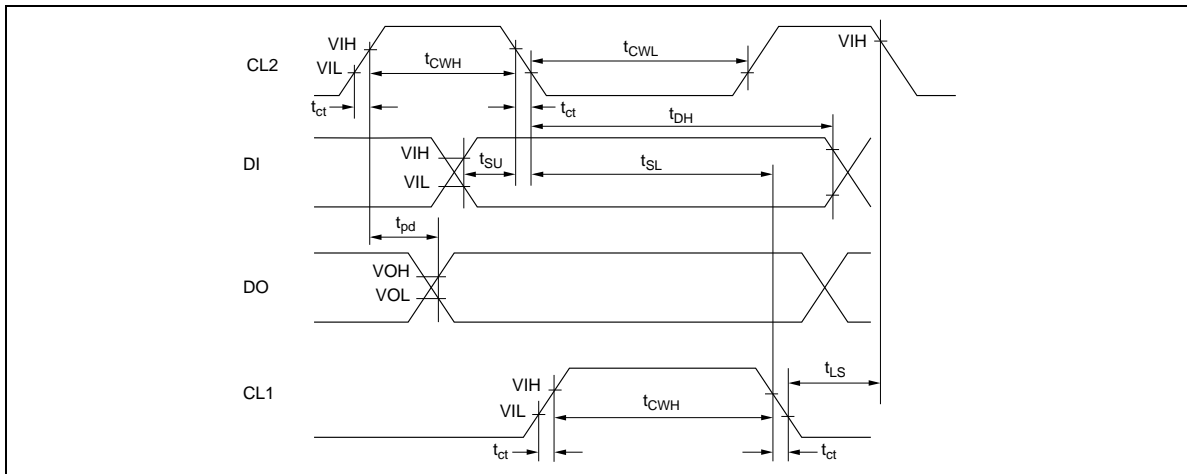 CL2
VIH
VIL
tCWH
tCWL
VIH
tct
tct
tDH
DI
VIH
VIL
tSU
tSL
tpd
DO
VOH
VOL
CL1
VIH
VIL
tCWH
tLS
tct
tct